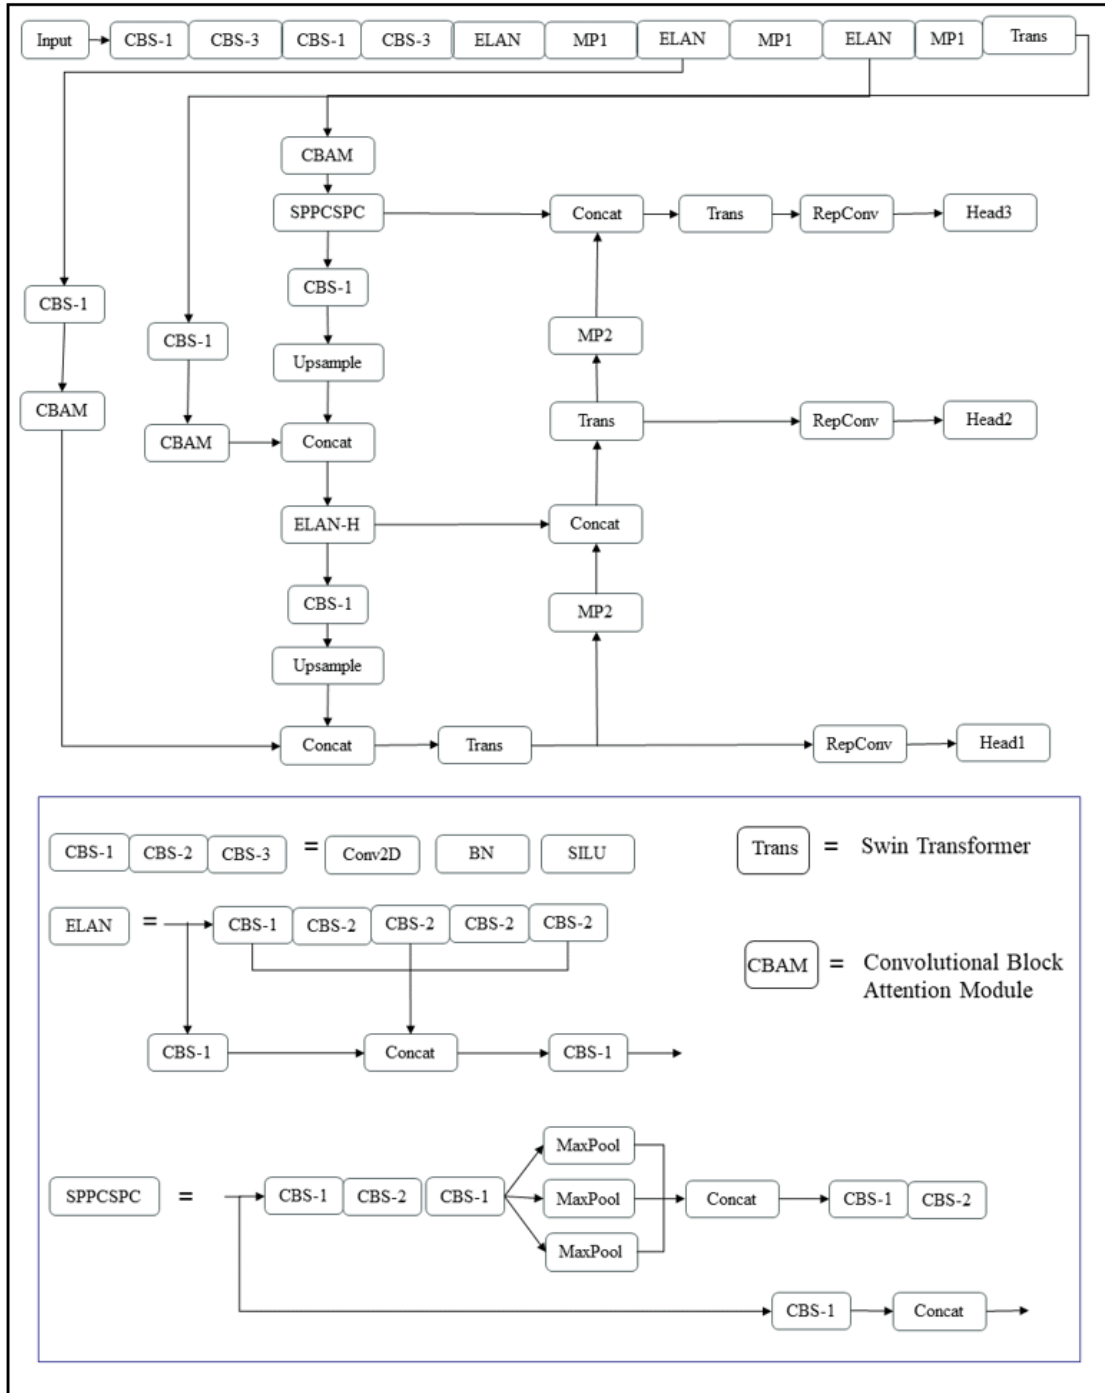 Input CBS-1 CBS-3 CBS-1 CBS-3 ELAN MP1 ELAN MP1 ELAN MP1 Trans
CBAM
SPPCSPC Concat Trans RepConv Head3
CBS-1 CBS-1
CBS-1 Upsample MP2
CBAM Trans RepConv Head2
CBAM Concat
ELAN-H Concat
CBS-1 MP2
Upsample
Concat Trans RepConv Head1
CBS-1 CBS-2 CBS-3 = Conv2D BN SILU
Trans = Swin Transformer
ELAN = CBS-1 CBS-2 CBS-2 CBS-2 CBS-2
CBAM = Convolutional Block
Attention Module
CBS-1 Concat CBS-1
MaxPool
SPPCSPC = CBS-1 CBS-2 CBS-1 MaxPool Concat CBS-1 CBS-2
MaxPool
CBS-1 Concat